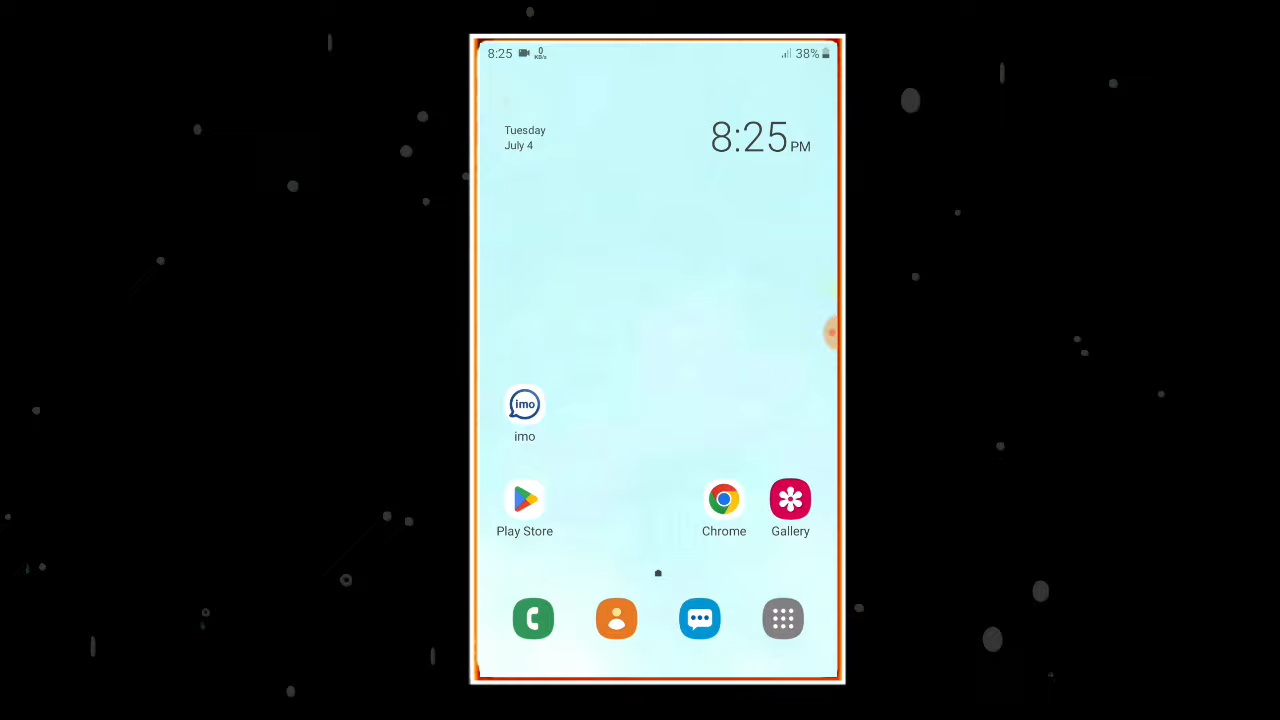 8:25 0 KB/s 38%
Tuesday
July 4
8:25 PM
imo
imo
Play Store Chrome Gallery